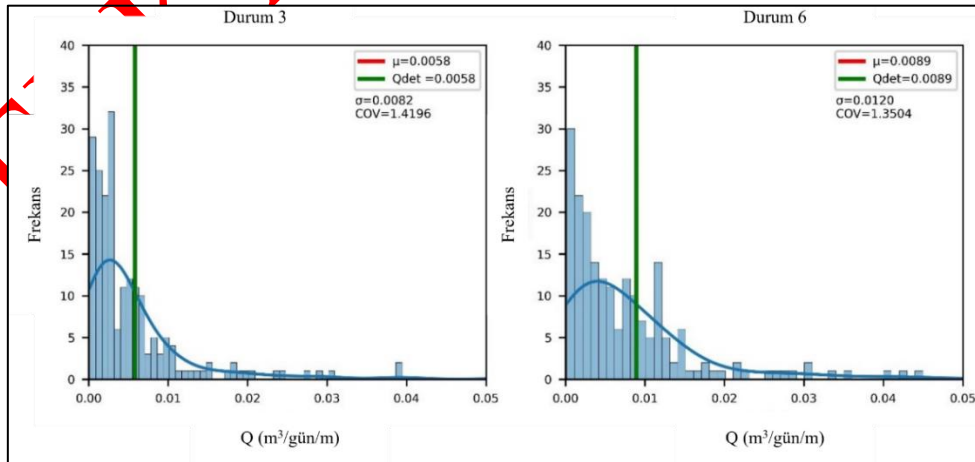 Durum 3
Durum 6
40
35
30
25
20
15
10
5
0
Frekans
μ=0.0058
Qdet =0.0058
σ=0.0082
COV=1.4196
0.00
0.01
0.02
0.03
0.04
0.05
Q (m³/gün/m)
40
35
30
25
20
15
10
5
0
Frekans
μ=0.0089
Qdet=0.0089
σ=0.0120
COV=1.3504
0.00
0.01
0.02
0.03
0.04
0.05
Q (m³/gün/m)